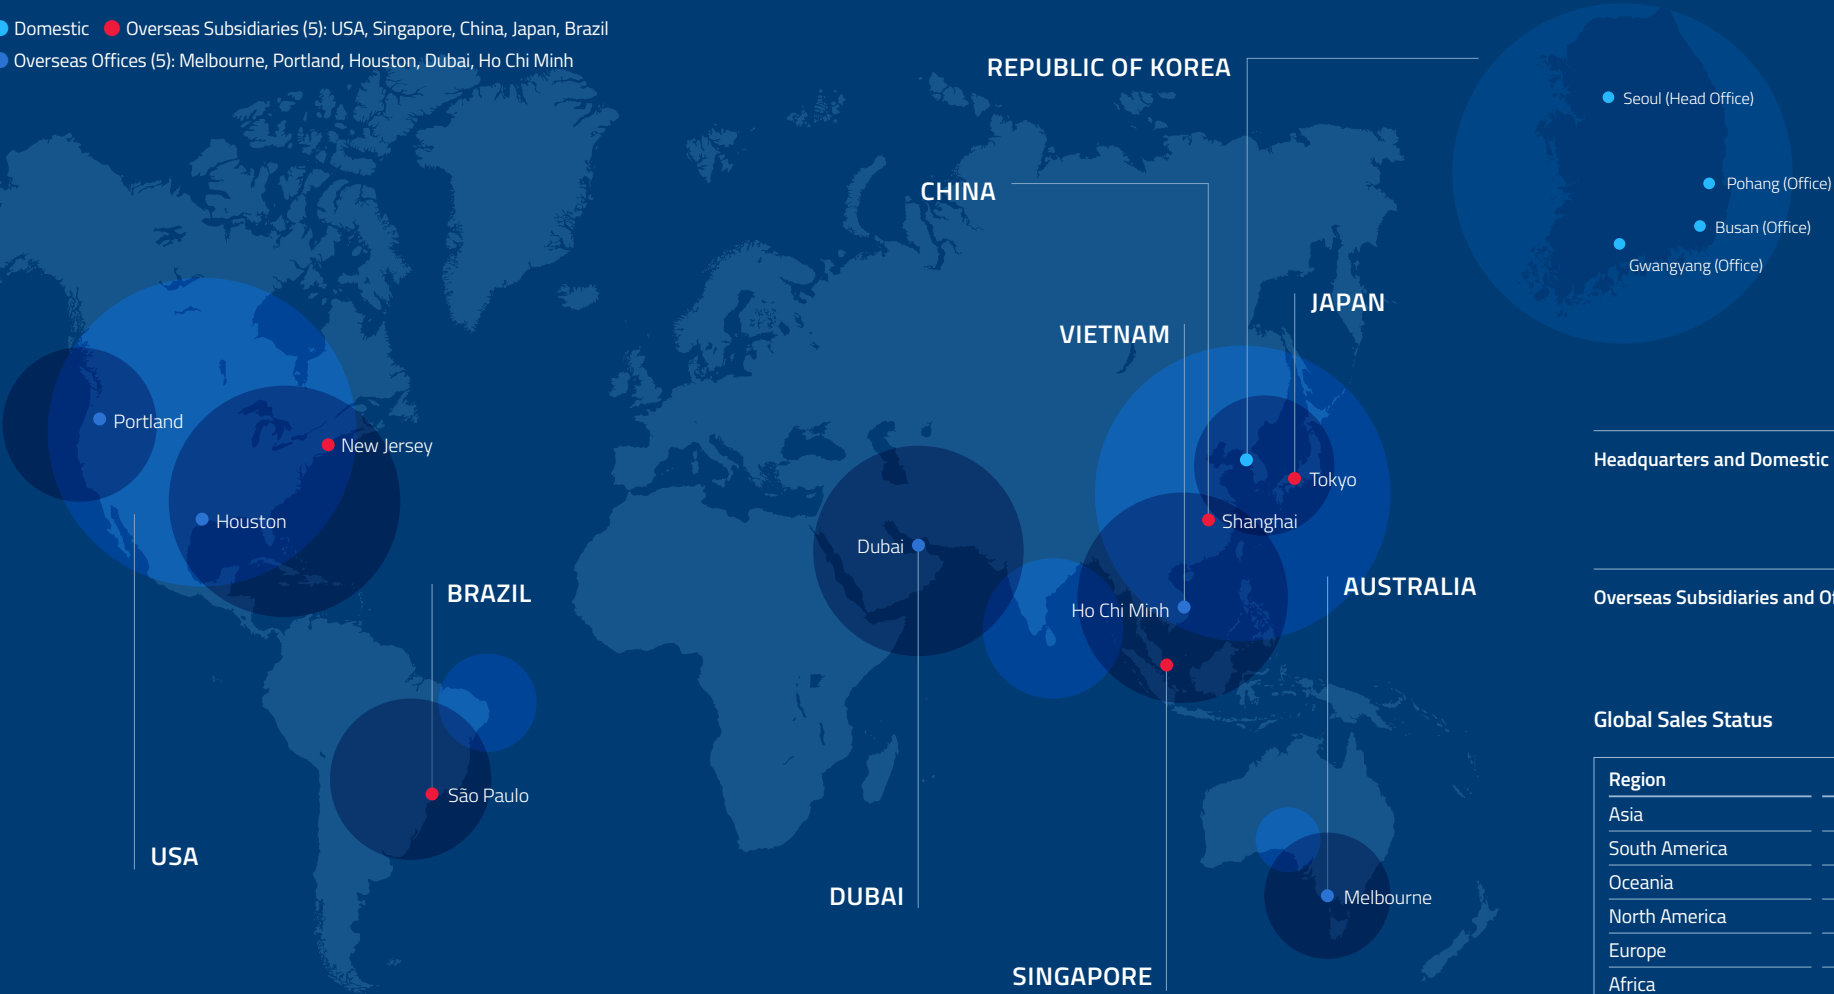 Domestic Overseas Subsidiaries (5): USA, Singapore, China, Japan, Brazil
Overseas Offices (5): Melbourne, Portland, Houston, Dubai, Ho Chi Minh
REPUBLIC OF KOREA
Seoul (Head Office)
Pohang (Office)
Busan (Office)
Gwangyang (Office)
CHINA
JAPAN
VIETNAM
Portland
New Jersey
Houston
Tokyo
Shanghai
Dubai
Ho Chi Minh
BRAZIL
AUSTRALIA
São Paulo
USA
DUBAI
Melbourne
SINGAPORE
Headquarters and Domestic
Overseas Subsidiaries and
Global Sales Status
Region
Asia
South America
Oceania
North America
Europe
Africa